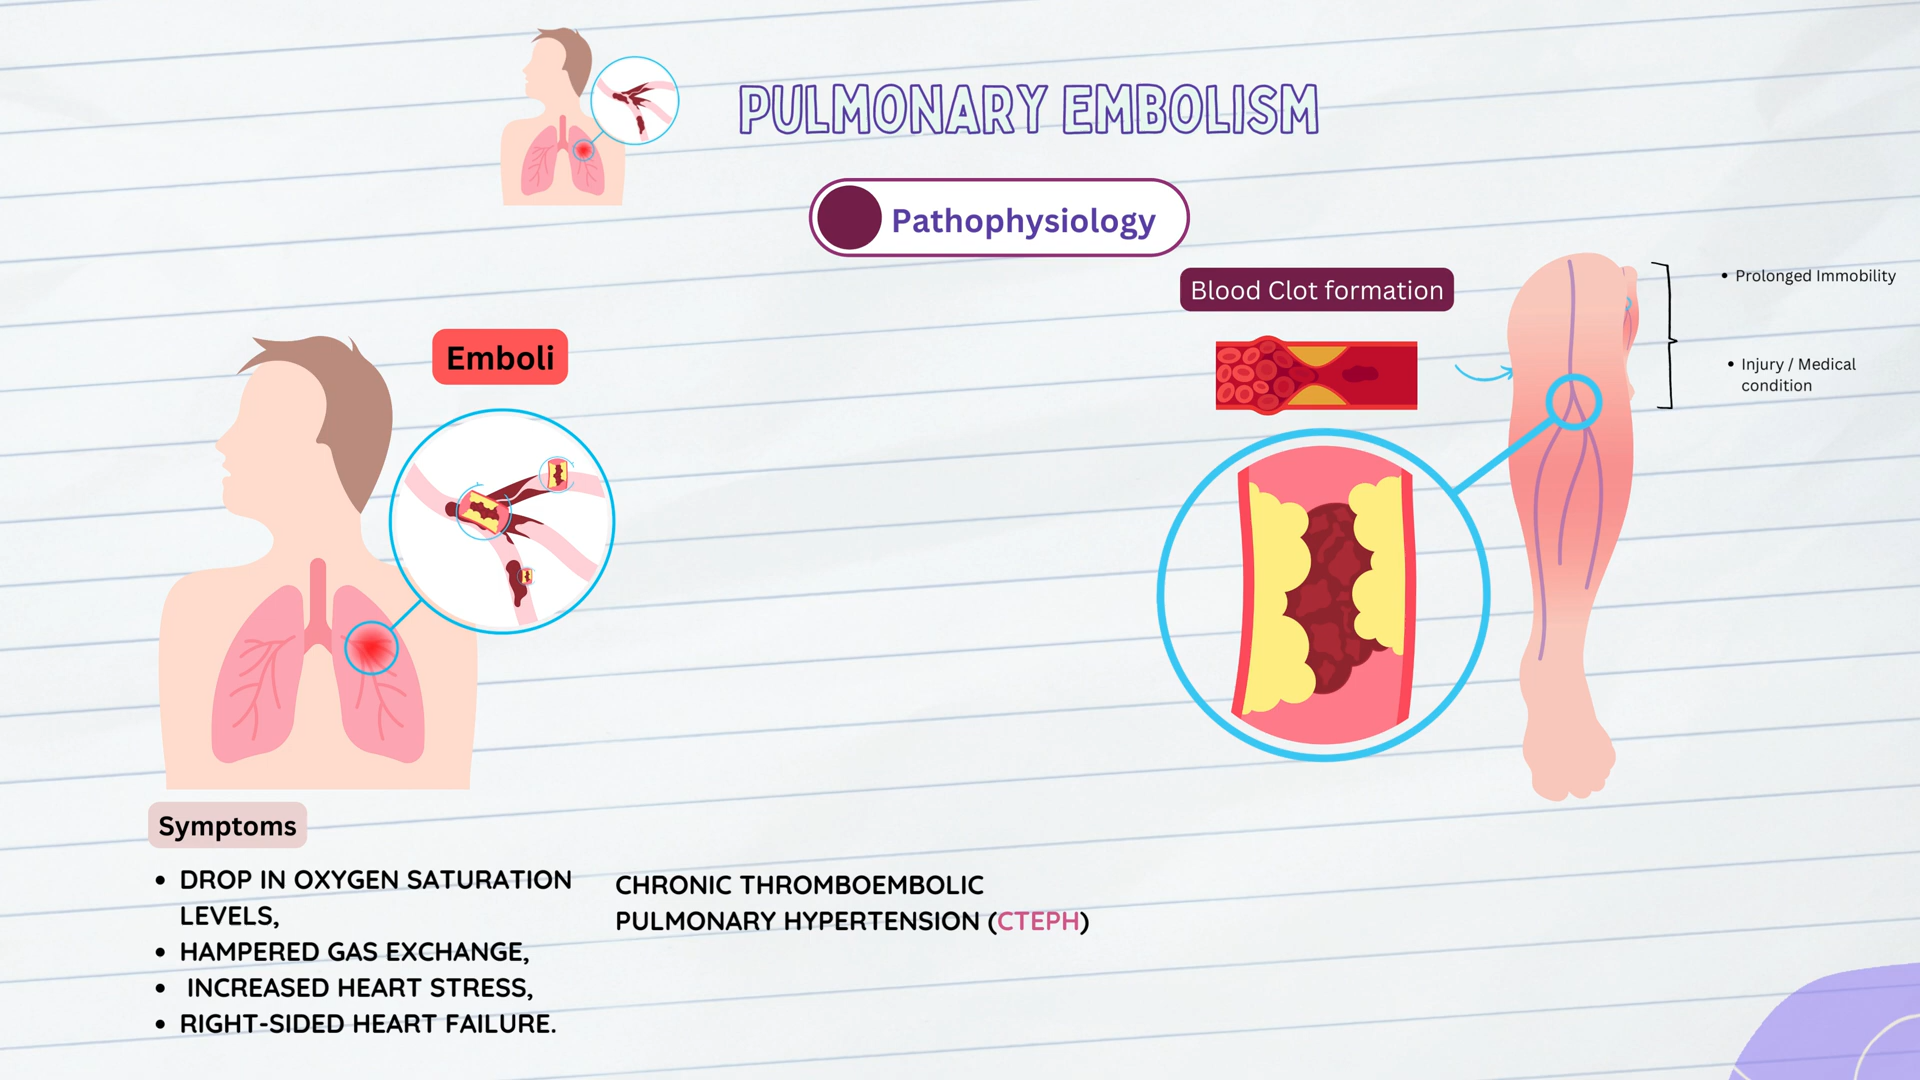 PULMONARY EMBOLISM
Pathophysiology
Blood Clot formation
• Prolonged Immobility
• Injury / Medical
condition
Emboli
Symptoms
• DROP IN OXYGEN SATURATION
LEVELS,
• HAMPERED GAS EXCHANGE,
• INCREASED HEART STRESS,
• RIGHT-SIDED HEART FAILURE.
CHRONIC THROMBOEMBOLIC
PULMONARY HYPERTENSION (CTEPH)